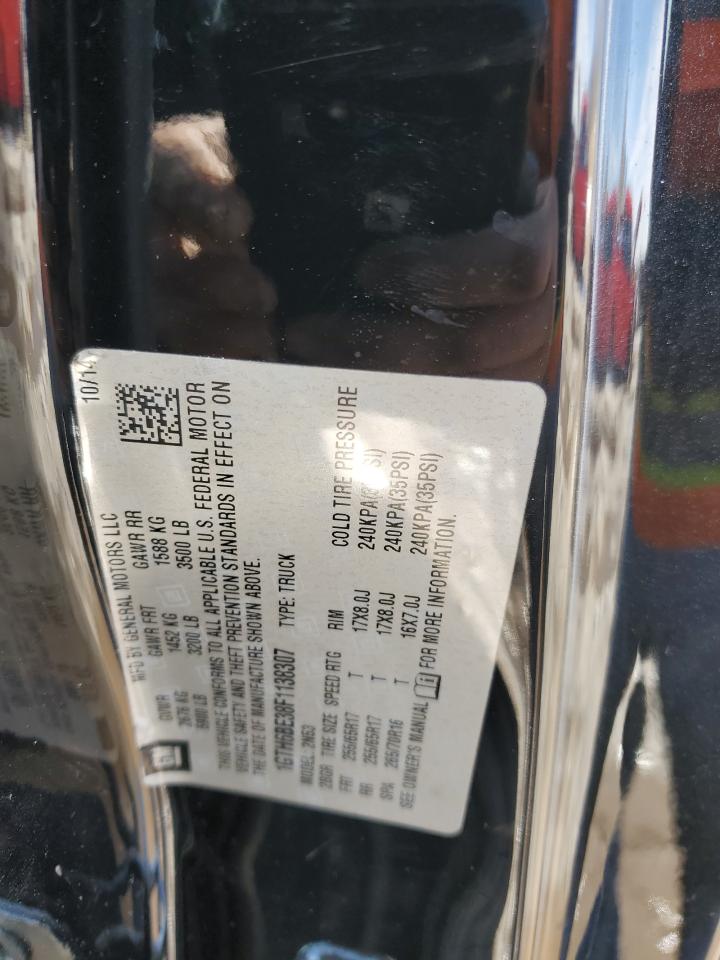 MFD BY GENERAL MOTORS LLC 10/14
GVWR GAWR FRT GAWR RR
2676 KG 1452 KG 1588 KG
5900 LB 3200 LB 3500 LB
THIS VEHICLE CONFORMS TO ALL APPLICABLE U.S. FEDERAL MOTOR
VEHICLE SAFETY AND THEFT PREVENTION STANDARDS IN EFFECT ON
THE DATE OF MANUFACTURE SHOWN ABOVE.
TYPE: TRUCK
MODEL: 2N53
TIRE SIZE SPEED RTG RIM COLD TIRE PRESSURE
FRT 255/65R17 T 17X8.0J 240KPA(35PSI)
RR 255/65R17 T 17X8.0J 240KPA(35PSI)
SPA 265/70R16 T 16X7.0J 240KPA(35PSI)
SEE OWNER'S MANUAL FOR MORE INFORMATION.